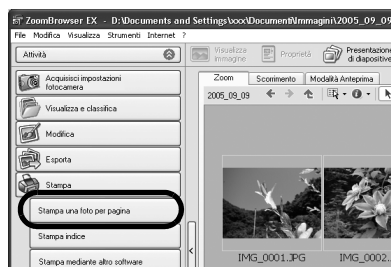 ZoomBrowser EX - D:\Documents and Settings\xxx\Documenti\Immagini\2005_09_09
File Modifica Visualizza Strumenti Internet ?
Attività
Visualizza immagine
Proprietà
Presentazione di diapositive
Acquisisci impostazioni fotocamera
Zoom Scorrimento Modalità Anteprima
2005_09_09
Visualizza e classifica
Modifica
Esporta
Stampa
Stampa una foto per pagina
Stampa indice
Stampa mediante altro software
IMG_0001.JPG IMG_0002.